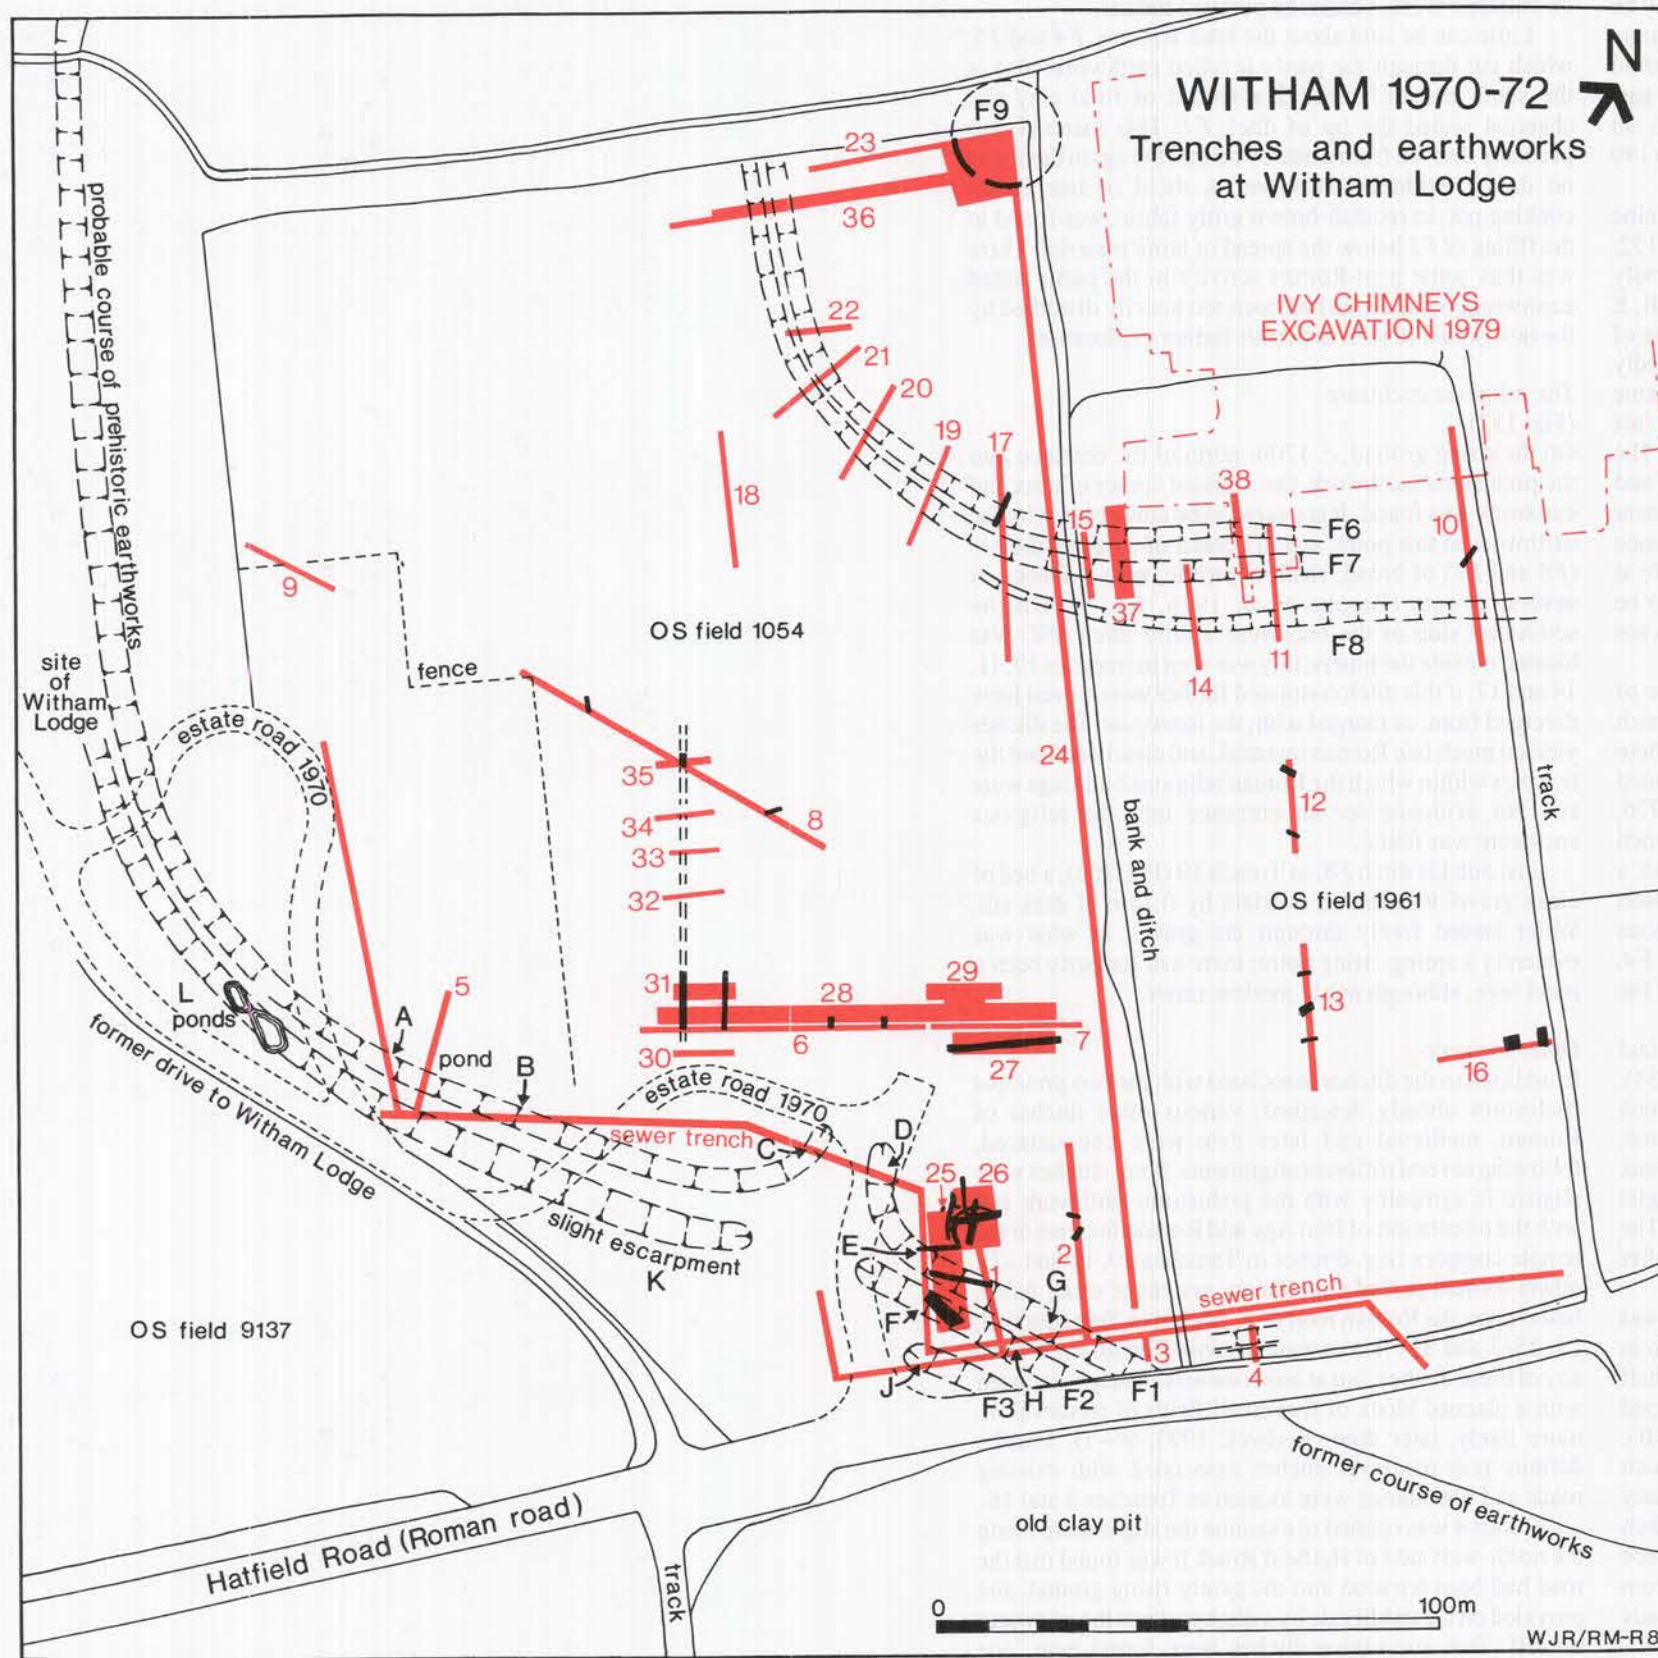 N
WITHAM 1970-72
Trenches and earthworks
at Witham Lodge
IVY CHIMNEYS
EXCAVATION 1979
probable course of prehistoric earthworks
site
of
Witham
Lodge
estate road 1970
L
ponds
former drive to Witham Lodge
OS field 9137
Hatfield Road (Roman road)
track
F9
23
36
22
21
20
19
17
18
38
15
F6
F7
37
F8
11
14
10
9
fence
OS field 1054
35
34
33
32
8
24
bank and ditch
12
OS field 1961
13
16
track
31
28
29
6
7
30
27
5
A
pond
B
estate road 1970
sewer trench
C
D
25
26
E
slight escarpment
K
1
2
G
F
J
F3
H
F2
F1
3
4
sewer trench
former course of earthworks
old clay pit
0
100m
WJR/RM-R8